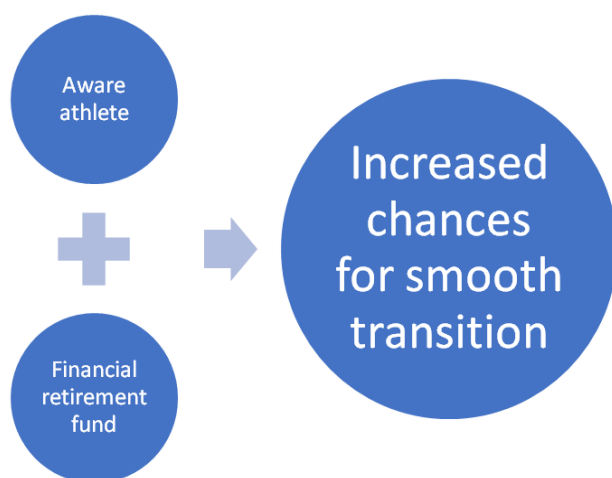 Aware
athlete
Financial
retirement
fund
Increased
chances
for smooth
transition